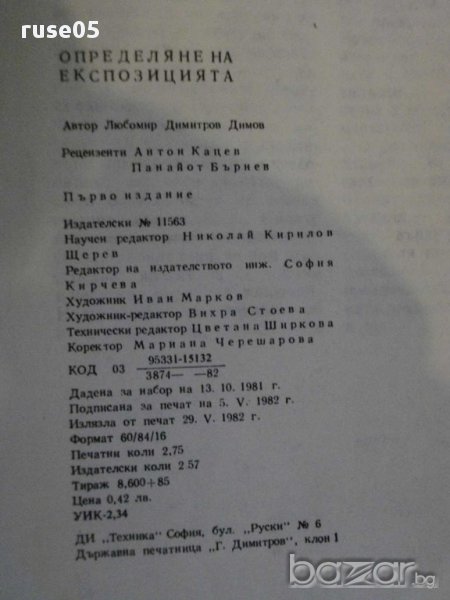 ruse05
ОПРЕДЕЛЯНЕ НА
ЕКСПОЗИЦИЯТА
Автор Любомир Димитров Димов
Рецензенти Антон Кацев
Панайот Бърнев
Първо издание
Издателски № 11563
Научен редактор Николай Кирилов
Щерев
Редактор на издателството инж. София
Кирчева
Художник Иван Марков
Художник-редактор Вихра Стоева
Технически редактор Цветана Ширкова
Коректор Мариана Черешарова
КОД 03 95331-15132
3874— —82
Дадена за набор на 13. 10. 1981 г.
Подписана за печат на 5. V. 1982 г.
Излязла от печат 29. V. 1982 г.
Формат 60/84/16
Печатни коли 2,75
Издателски коли 2 57
Тираж 8,600+85
Цена 0,42 лв.
УИК-2,34
ДИ „Техника" София, бул. „Руски" № 6
Държавна печатница „Г. Димитров", клон 1
bazar.bg